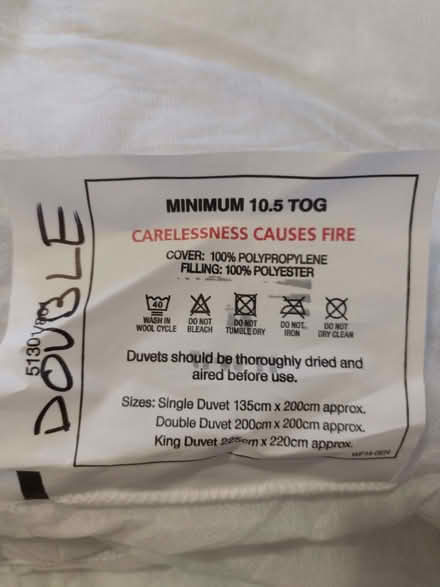 MINIMUM 10.5 TOG
CARELESSNESS CAUSES FIRE
COVER: 100% POLYPROPYLENE
FILLING: 100% POLYESTER
40
WASH IN WOOL CYCLE
DO NOT BLEACH
DO NOT TUMBLE DRY
DO NOT IRON
DO NOT DRY CLEAN
Duvets should be thoroughly dried and
aired before use.
Sizes: Single Duvet 135cm x 200cm approx.
Double Duvet 200cm x 200cm approx.
King Duvet 225cm x 220cm approx.
DOUBLE